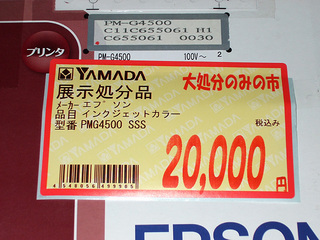 PM-G4500
C11C655061 H1
C655061 0030
プリンタ
PM-G4500 100V～ 2
YAMADA
大処分のみの市
展示処分品
メーカー エプソン
品目 インクジェットカラー
型番 PMG4500 SSS
税込み
20,000円
4548056899905
EPSON